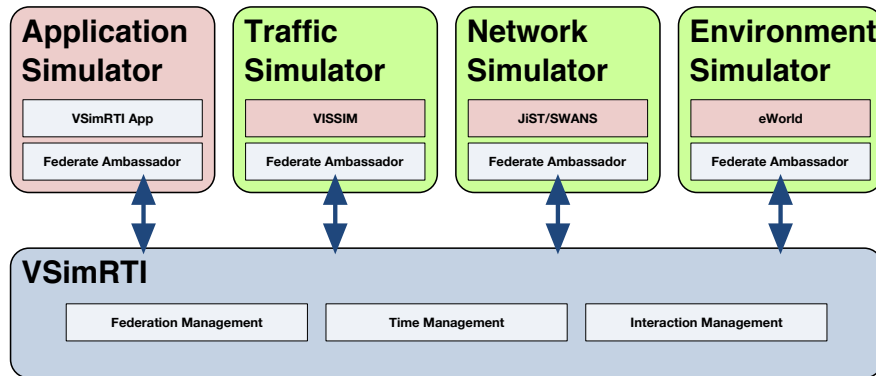 Application
Simulator
VSimRTI App
Federate Ambassador
Traffic
Simulator
VISSIM
Federate Ambassador
Network
Simulator
JiST/SWANS
Federate Ambassador
Environment
Simulator
eWorld
Federate Ambassador
VSimRTI
Federation Management
Time Management
Interaction Management